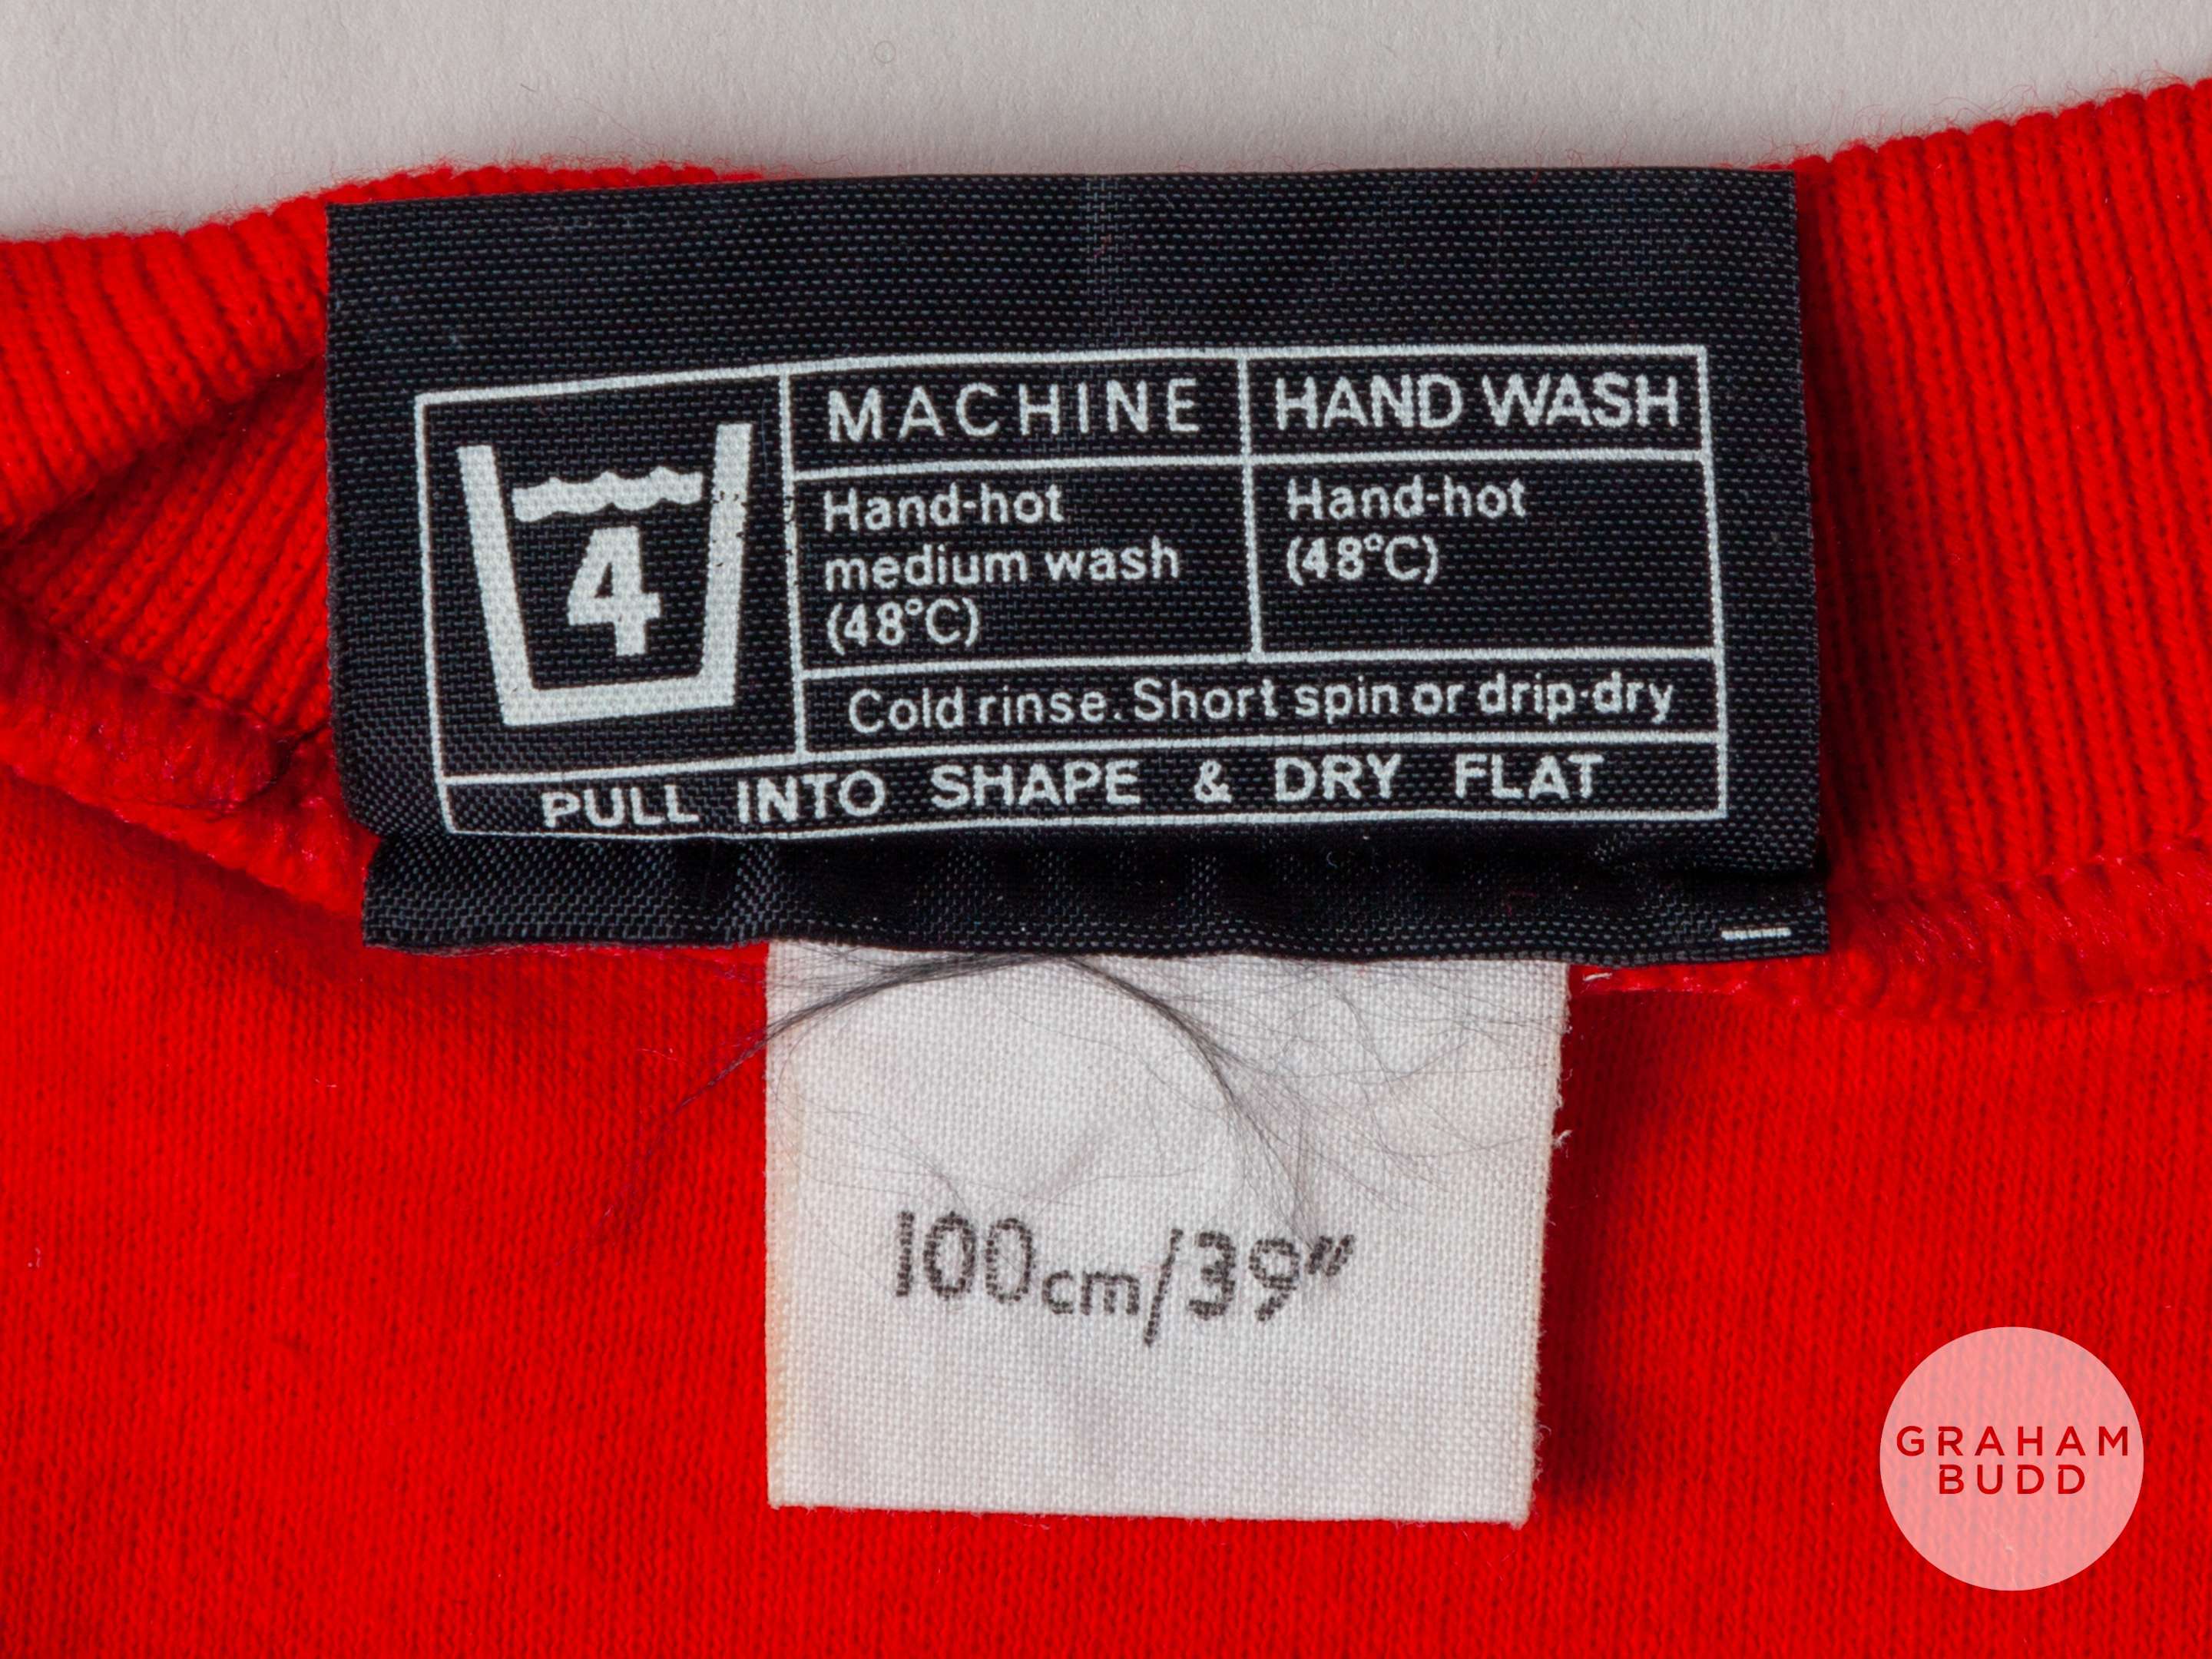 4
MACHINE
HAND WASH
Hand-hot
medium wash
(48°C)
Hand-hot
(48°C)
Cold rinse. Short spin or drip-dry
PULL INTO SHAPE & DRY FLAT
100cm/39"
GRAHAM
BUDD